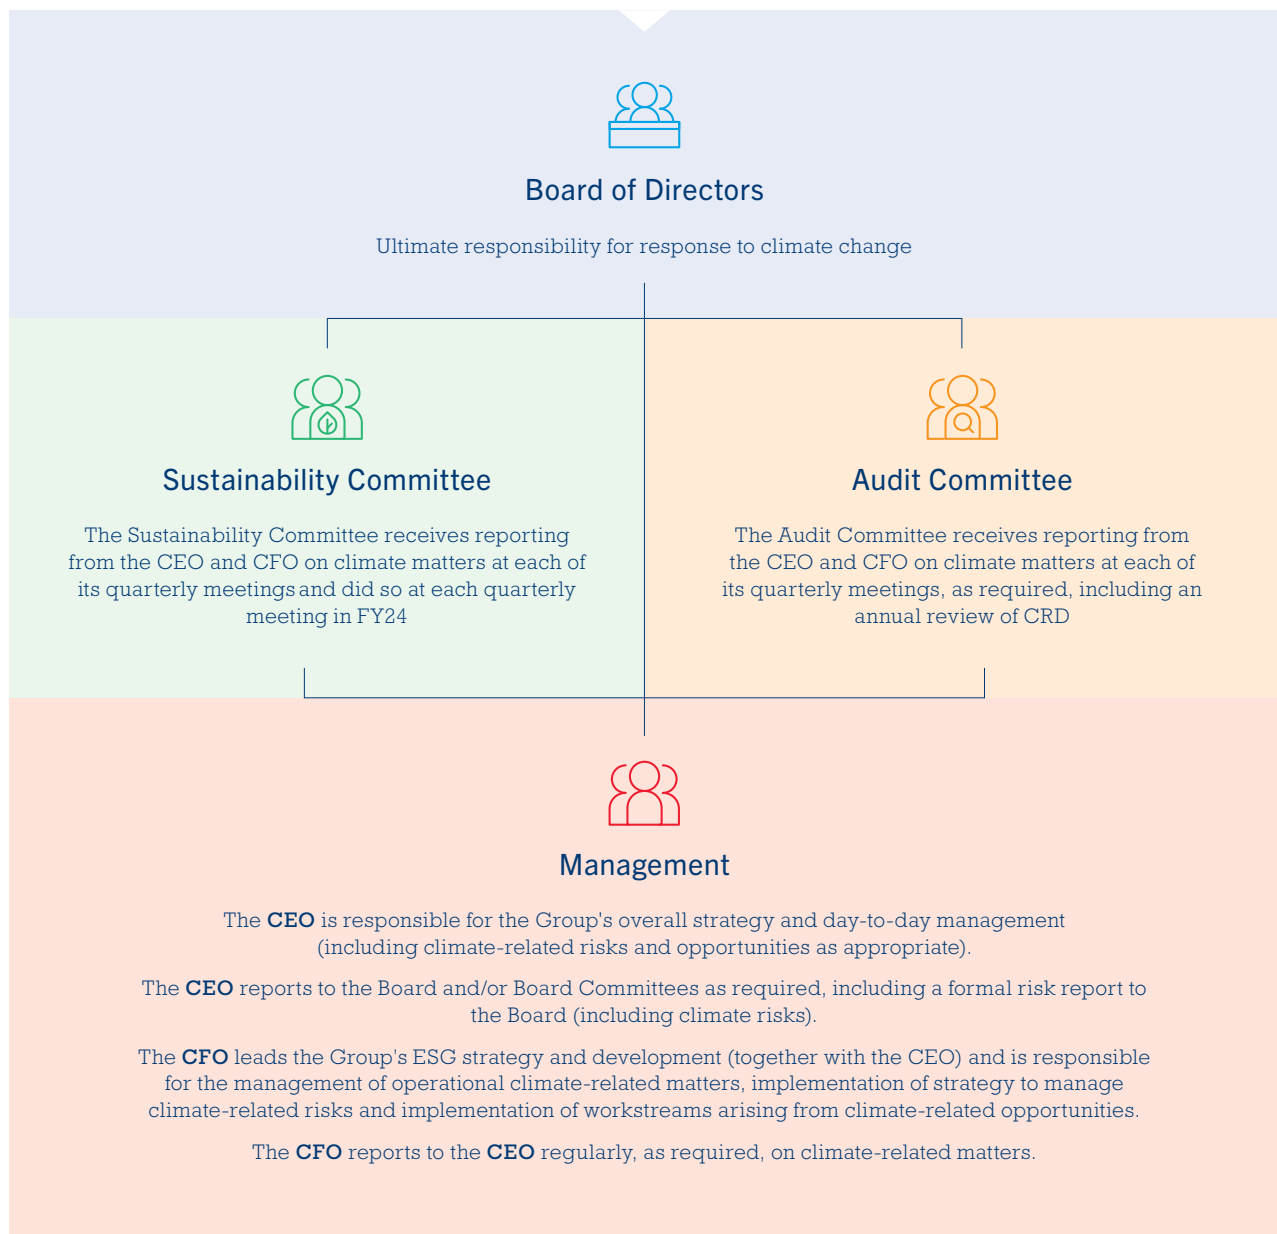 Board of Directors
Ultimate responsibility for response to climate change
Sustainability Committee
The Sustainability Committee receives reporting
from the CEO and CFO on climate matters at each of
its quarterly meetings and did so at each quarterly
meeting in FY24
Audit Committee
The Audit Committee receives reporting from
the CEO and CFO on climate matters at each of
its quarterly meetings, as required, including an
annual review of CRD
Management
The CEO is responsible for the Group's overall strategy and day-to-day management
(including climate-related risks and opportunities as appropriate).
The CEO reports to the Board and/or Board Committees as required, including a formal risk report to
the Board (including climate risks).
The CFO leads the Group's ESG strategy and development (together with the CEO) and is responsible
for the management of operational climate-related matters, implementation of strategy to manage
climate-related risks and implementation of workstreams arising from climate-related opportunities.
The CFO reports to the CEO regularly, as required, on climate-related matters.